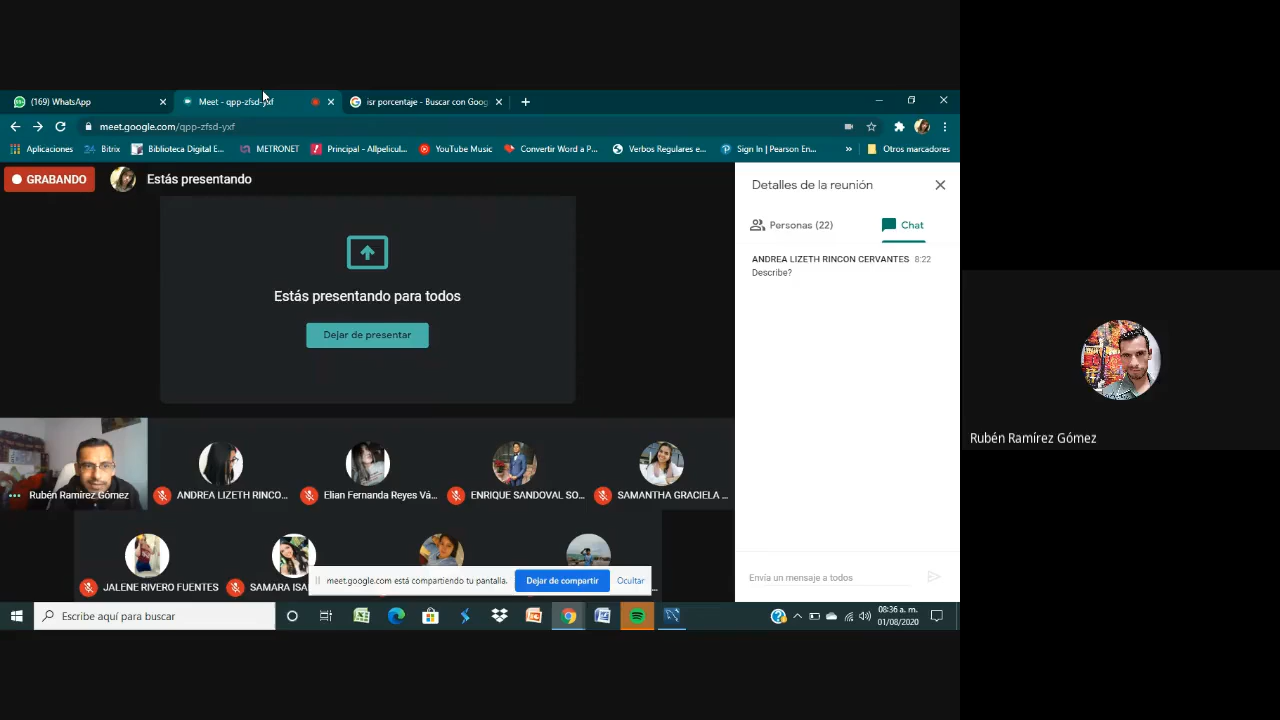 (169) WhatsApp
Meet - qpp-zfsd-yxf
isr porcentaje - Buscar con Goog
meet.google.com/qpp-zfsd-yxf
Aplicaciones
24 Bitrix
Biblioteca Digital E...
METRONET
Principal - Allpelicul...
YouTube Music
Convertir Word a P...
Verbos Regulares e...
Sign In | Pearson En...
»
Otros marcadores
GRABANDO
Estás presentando
Detalles de la reunión
Personas (22)
Chat
ANDREA LIZETH RINCON CERVANTES 8:22
Describe?
Estás presentando para todos
Dejar de presentar
Rubén Ramírez Gómez
Rubén Ramírez Gómez
ANDREA LIZETH RINCO...
Elian Fernanda Reyes Vá...
ENRIQUE SANDOVAL SO...
SAMANTHA GRACIELA ...
JALENE RIVERO FUENTES
SAMARA ISA
meet.google.com está compartiendo tu pantalla.
Dejar de compartir
Ocultar
Envía un mensaje a todos
Escribe aquí para buscar
08:36 a. m.
01/08/2020